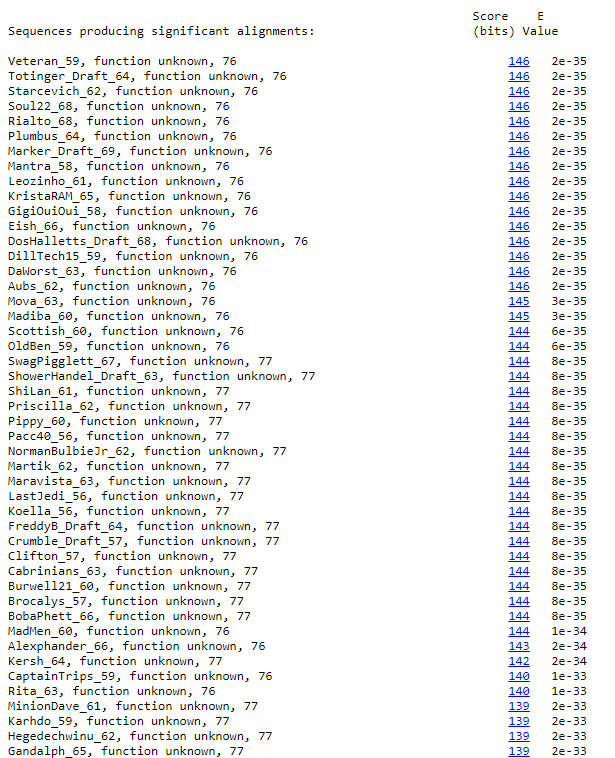 Score E
Sequences producing significant alignments: (bits) Value
Veteran_59, function unknown, 76 146 2e-35
Totinger_Draft_64, function unknown, 76 146 2e-35
Starcevich_62, function unknown, 76 146 2e-35
Soul22_68, function unknown, 76 146 2e-35
Rialto_68, function unknown, 76 146 2e-35
Plumbus_64, function unknown, 76 146 2e-35
Marker_Draft_69, function unknown, 76 146 2e-35
Mantra_58, function unknown, 76 146 2e-35
Leozinho_61, function unknown, 76 146 2e-35
KristaRAM_65, function unknown, 76 146 2e-35
GigiOuiOui_58, function unknown, 76 146 2e-35
Eish_66, function unknown, 76 146 2e-35
DosHalletts_Draft_68, function unknown, 76 146 2e-35
DillTech15_59, function unknown, 76 146 2e-35
DaWorst_63, function unknown, 76 146 2e-35
Aubs_62, function unknown, 76 146 2e-35
Mova_63, function unknown, 76 145 3e-35
Madiba_60, function unknown, 76 145 3e-35
Scottish_60, function unknown, 76 144 6e-35
OldBen_59, function unknown, 76 144 6e-35
SwagPigglett_67, function unknown, 77 144 8e-35
ShowerHandel_Draft_63, function unknown, 77 144 8e-35
ShiLan_61, function unknown, 77 144 8e-35
Priscilla_62, function unknown, 77 144 8e-35
Pippy_60, function unknown, 77 144 8e-35
Pacc40_56, function unknown, 77 144 8e-35
NormanBulbieJr_62, function unknown, 77 144 8e-35
Martik_62, function unknown, 77 144 8e-35
Maravista_63, function unknown, 77 144 8e-35
LastJedi_56, function unknown, 77 144 8e-35
Koella_56, function unknown, 77 144 8e-35
FreddyB_Draft_64, function unknown, 77 144 8e-35
Crumble_Draft_57, function unknown, 77 144 8e-35
Clifton_57, function unknown, 77 144 8e-35
Cabrinians_63, function unknown, 77 144 8e-35
Burwell21_60, function unknown, 77 144 8e-35
Brocalys_57, function unknown, 77 144 8e-35
BobaPhett_66, function unknown, 77 144 8e-35
MadMen_60, function unknown, 76 144 1e-34
Alexphander_66, function unknown, 76 143 2e-34
Kersh_64, function unknown, 77 142 2e-34
CaptainTrips_59, function unknown, 76 140 1e-33
Rita_63, function unknown, 76 140 1e-33
MinionDave_61, function unknown, 77 139 2e-33
Karhdo_59, function unknown, 77 139 2e-33
Hegedechwinu_62, function unknown, 77 139 2e-33
Gandalph_65, function unknown, 77 139 2e-33